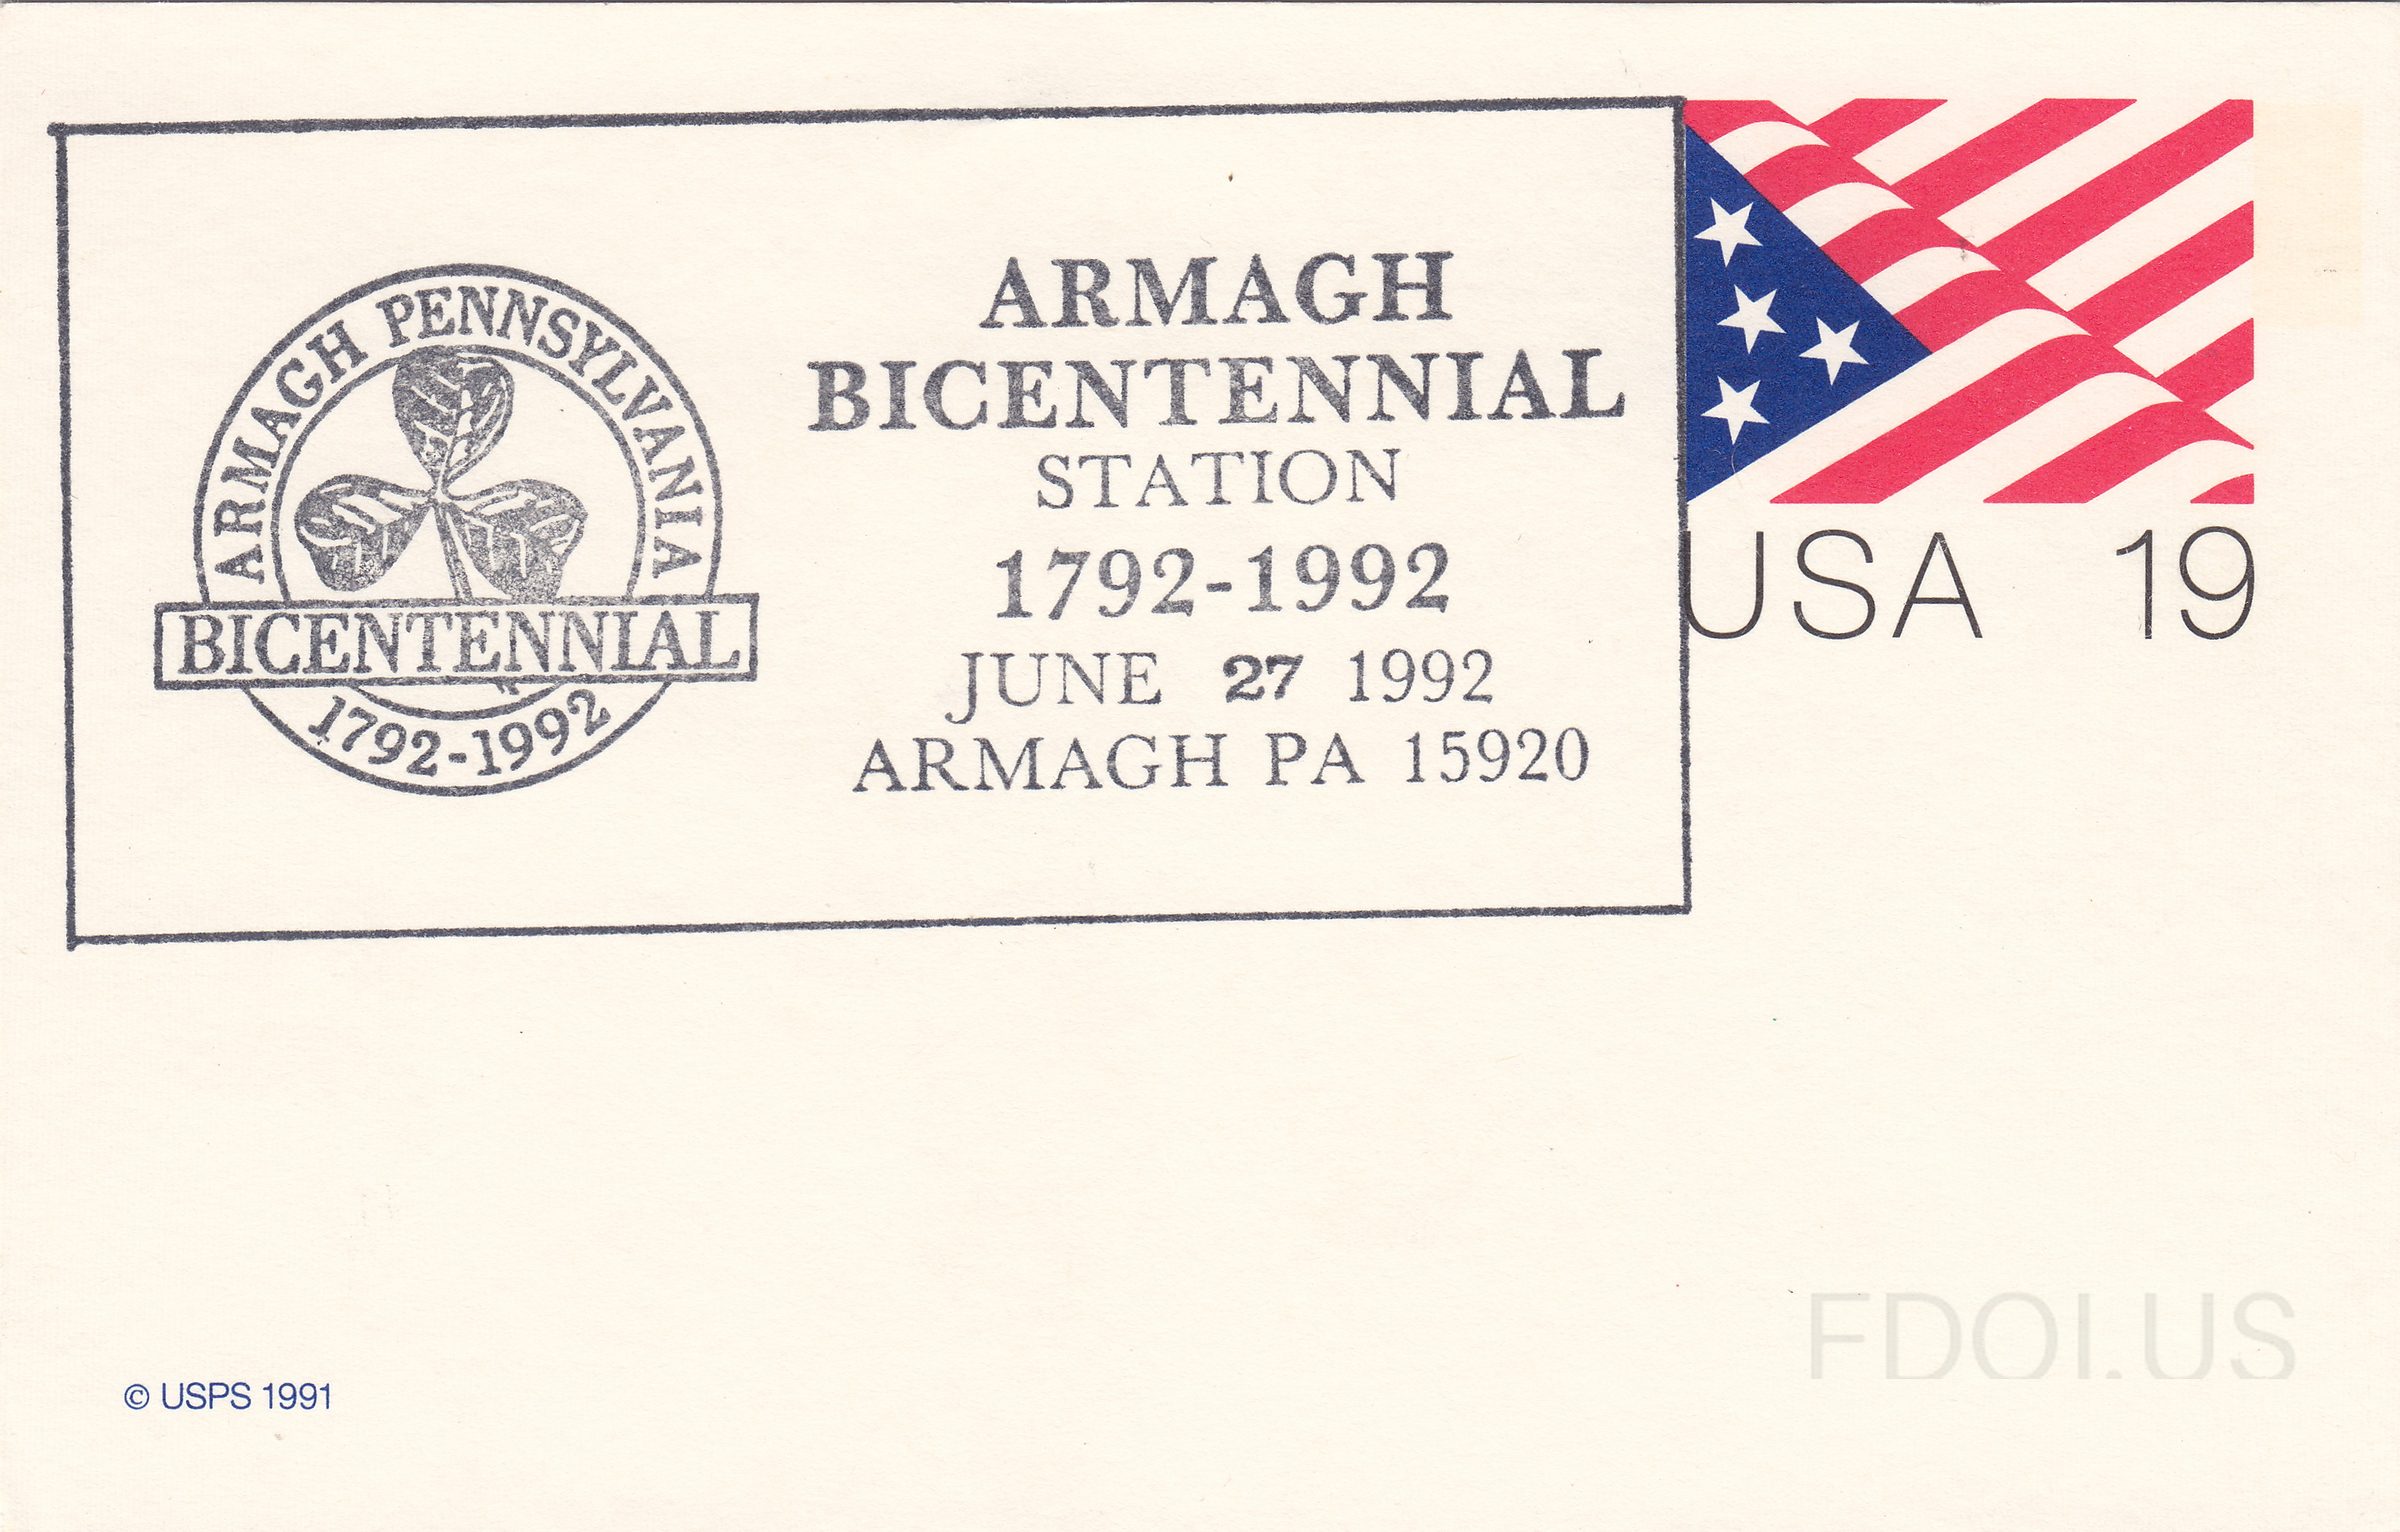 ARMAGH PENNSYLVANIA
BICENTENNIAL
1792-1992
ARMAGH
BICENTENNIAL
STATION
1792-1992
JUNE 27 1992
ARMAGH PA 15920
USA 19
© USPS 1991
FDOI.US